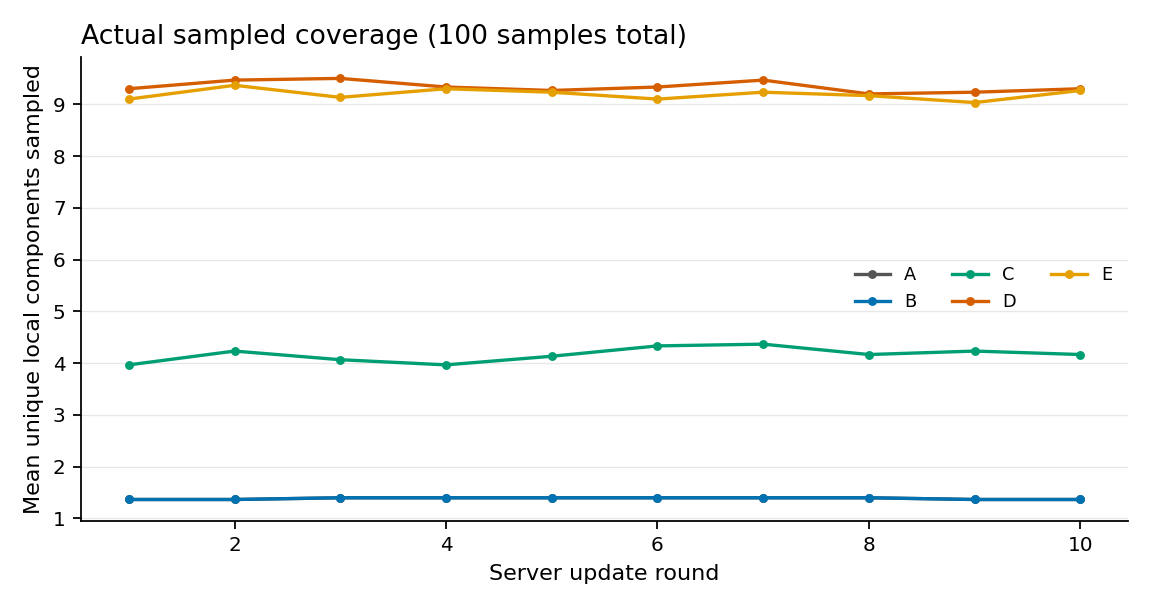 Actual sampled coverage (100 samples total)
Mean unique local components sampled
9
8
7
6
5
4
3
2
1
A C E
B D
2 4 6 8 10
Server update round